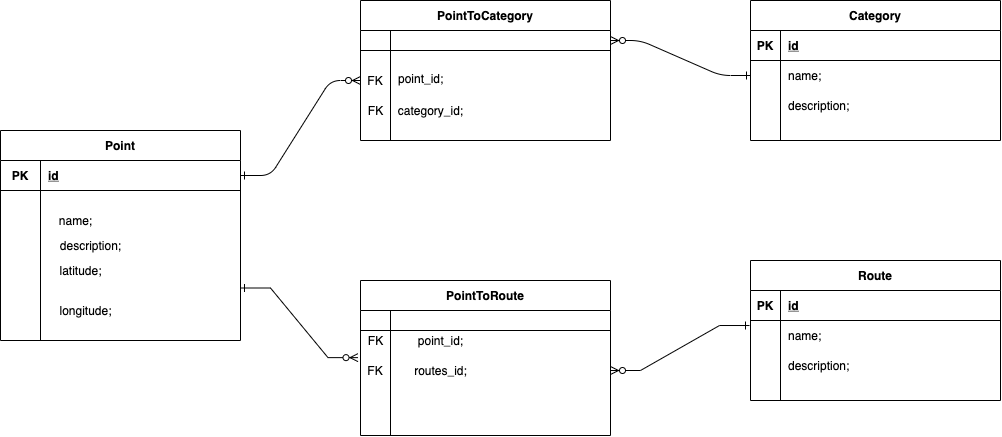 PointToCategory
FK point_id;
FK category_id;
Category
PK id
name;
description;
Point
PK id
name;
description;
latitude;
longitude;
PointToRoute
FK point_id;
FK routes_id;
Route
PK id
name;
description;